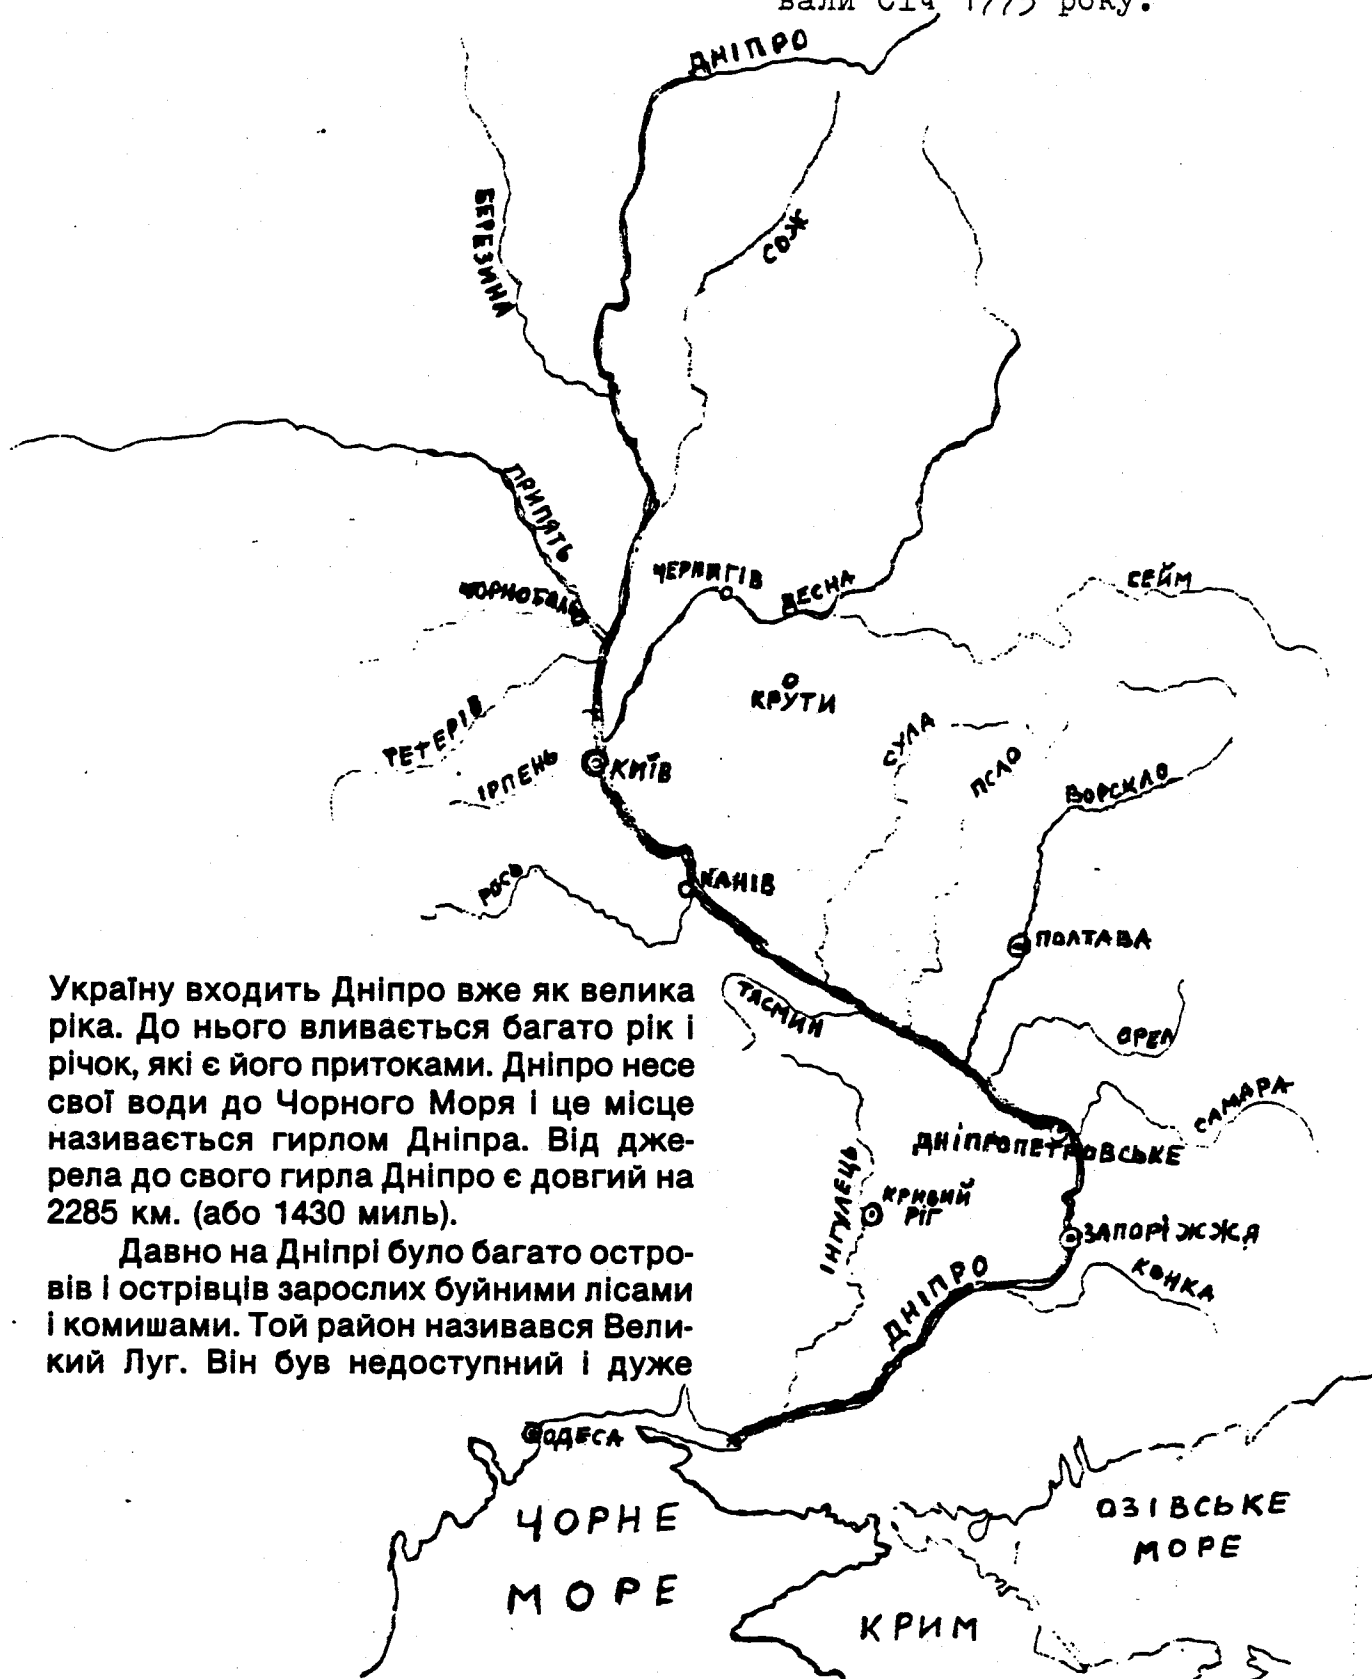 вали Січ 1775 року.
ДНІПРО
БЕРЕЗИНА
СОЖ
ПРИПЯТЬ
ЧОРНОБИЛЬ
ЧЕРНИГІВ
ДЕСНА
СЕЙМ
КРУТИ
ТЕТЕРІВ
ІРПЕНЬ
КИЇВ
СУЛА
ПСЛО
ВОРСКЛО
РОСЬ
КАНІВ
ПОЛТАВА
Україну входить Дніпро вже як велика
ріка. До нього вливається багато рік і
річок, які є його притоками. Дніпро несе
свої води до Чорного Моря і це місце
називається гирлом Дніпра. Від дже-
рела до свого гирла Дніпро є довгий на
2285 км. (або 1430 миль).
Давно на Дніпрі було багато остро-
вів і острівців зарослих буйними лісами
і комишами. Той район називався Вели-
кий Луг. Він був недоступний і дуже
ТЯСМИН
ОРЕЛ
САМАРА
ДНІПРОПЕТРОВСЬКЕ
ІНГУЛЕЦЬ
КРИВИЙ
РІГ
ЗАПОРІЖЖЯ
КОНКА
ДНІПРО
ОДЕСА
ЧОРНЕ
МОРЕ
ОЗІВСЬКЕ
МОРЕ
КРИМ